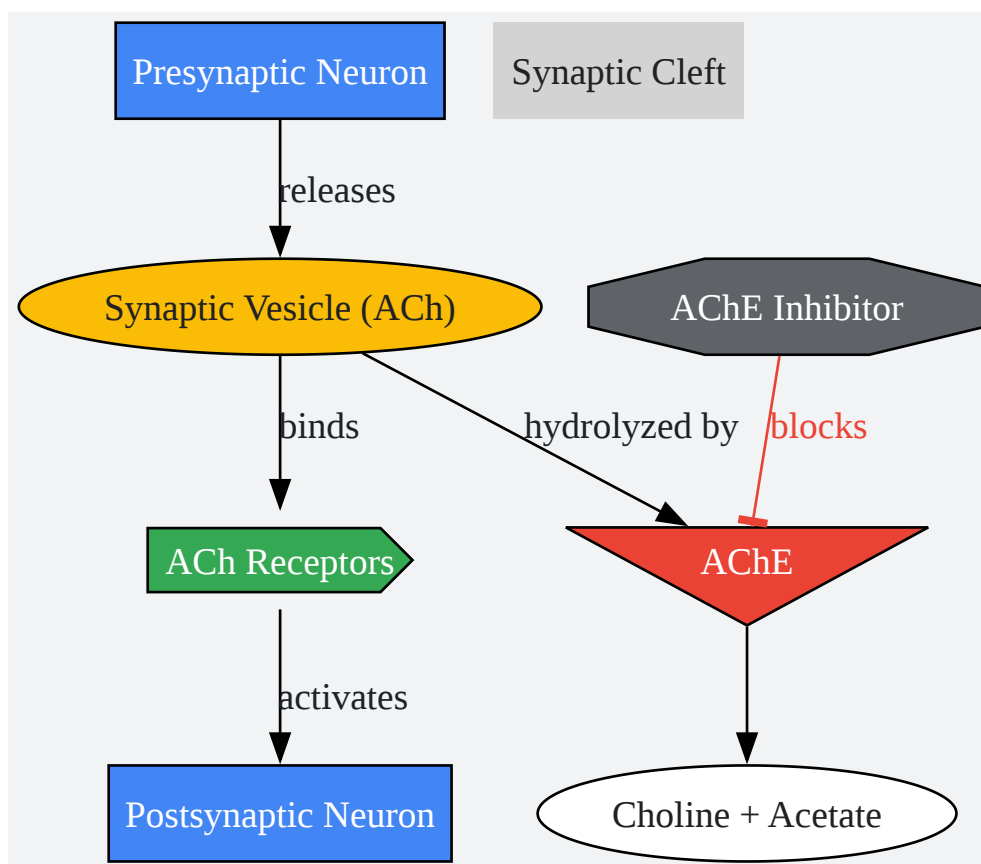 Presynaptic Neuron
Synaptic Cleft
releases
Synaptic Vesicle (ACh)
AChE Inhibitor
binds
hydrolyzed by
blocks
ACh Receptors
AChE
activates
Postsynaptic Neuron
Choline + Acetate